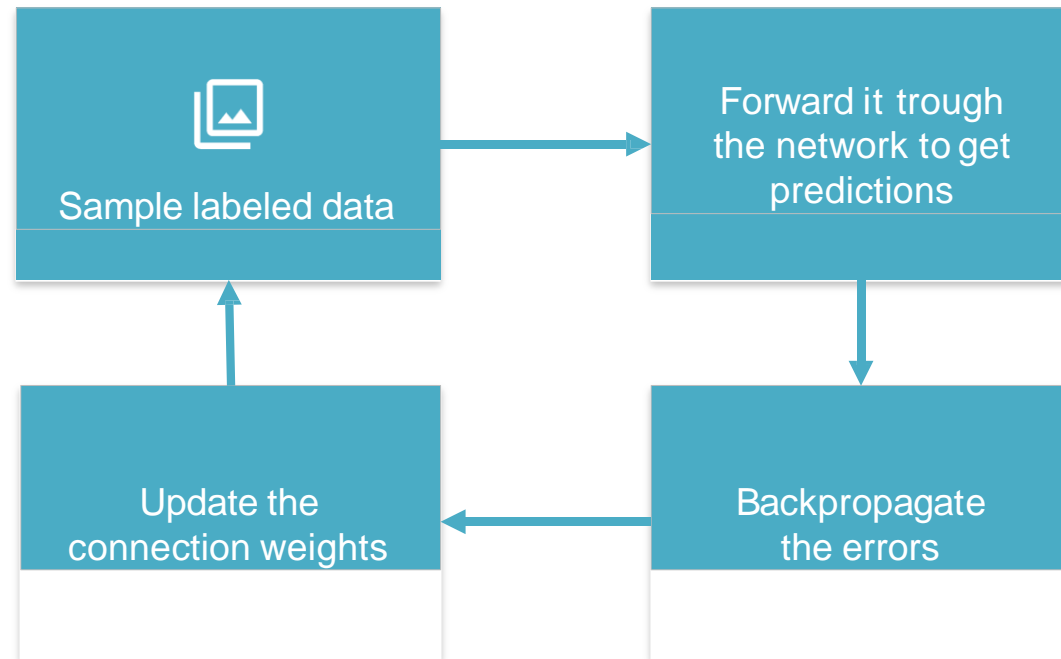 Sample labeled data
Forward it trough
the network to get
predictions
Update the
connection weights
Backpropagate
the errors